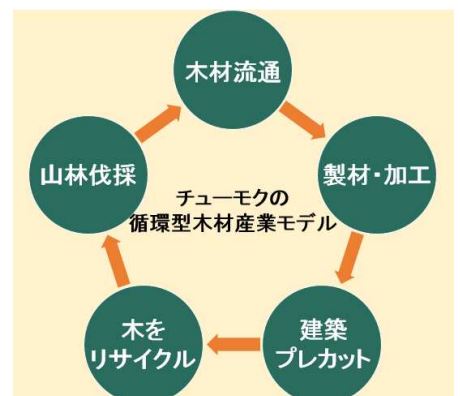 木材流通
製材・加工
建築
プレカット
木を
リサイクル
山林伐採
チューモクの
循環型木材産業モデル